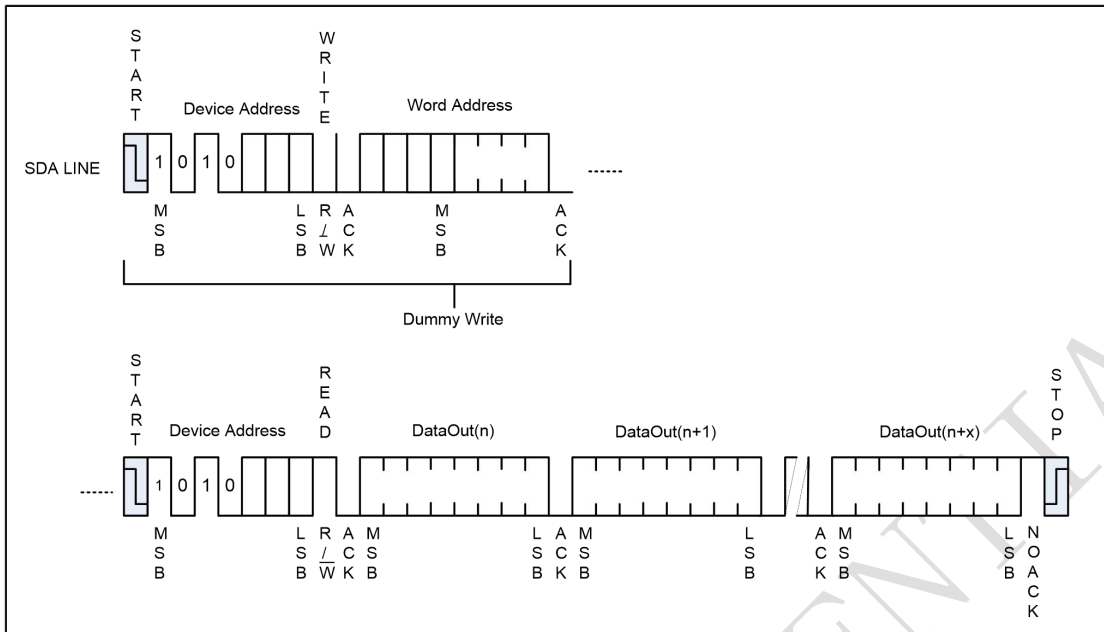 START
WRITE
Device Address
Word Address
SDA LINE
1 0 1 0
......
MSB
LSB
R/W
ACK
MSB
ACK
Dummy Write
START
READ
STOP
Device Address
DataOut(n)
DataOut(n+1)
DataOut(n+x)
......
1 0 1 0
MSB
LSB
R/W
ACK
MSB
LSB
ACK
MSB
LSB
ACK
MSB
LSB
NOACK